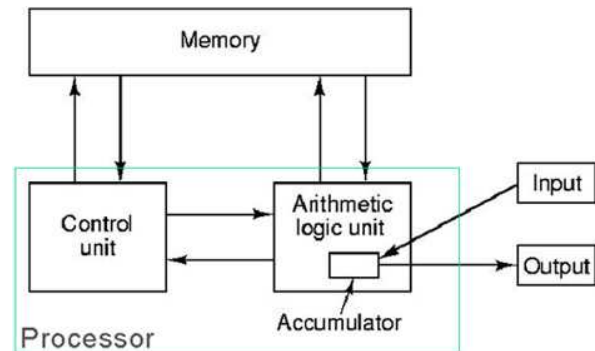 Memory
Control
unit
Arithmetic
logic unit
Input
Output
Accumulator
Processor